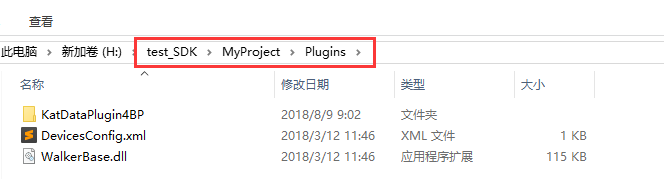 查看
此电脑 > 新加卷 (H:) > test_SDK > MyProject > Plugins >
名称 修改日期 类型 大小
KatDataPlugin4BP 2018/8/9 9:02 文件夹
DevicesConfig.xml 2018/3/12 11:46 XML 文件 1 KB
WalkerBase.dll 2018/3/12 11:46 应用程序扩展 115 KB